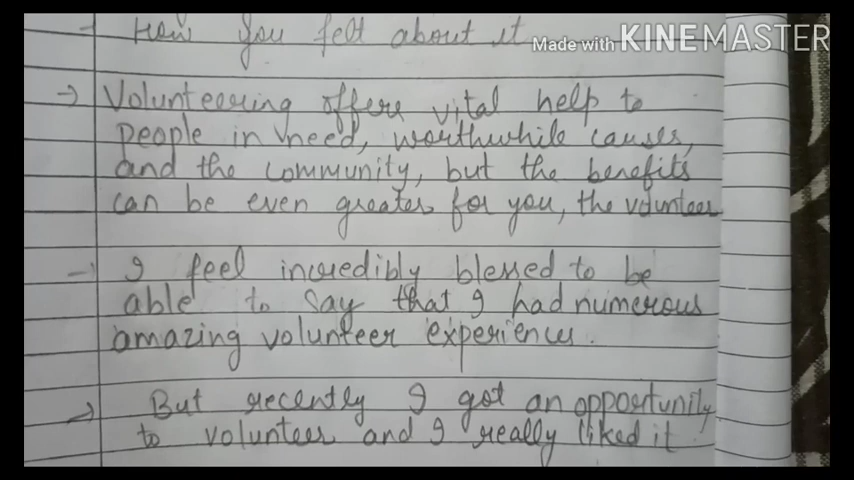 - How you felt about it
Made with KINEMASTER
→ Volunteering offers vital help to
people in need, worthwhile causes,
and the community, but the benefits
can be even greater for you, the volunteer
- I feel incredibly blessed to be
able to say that I had numerous
amazing volunteer experiences.
→ But recently I got an opportunity
to volunteer and I really liked it